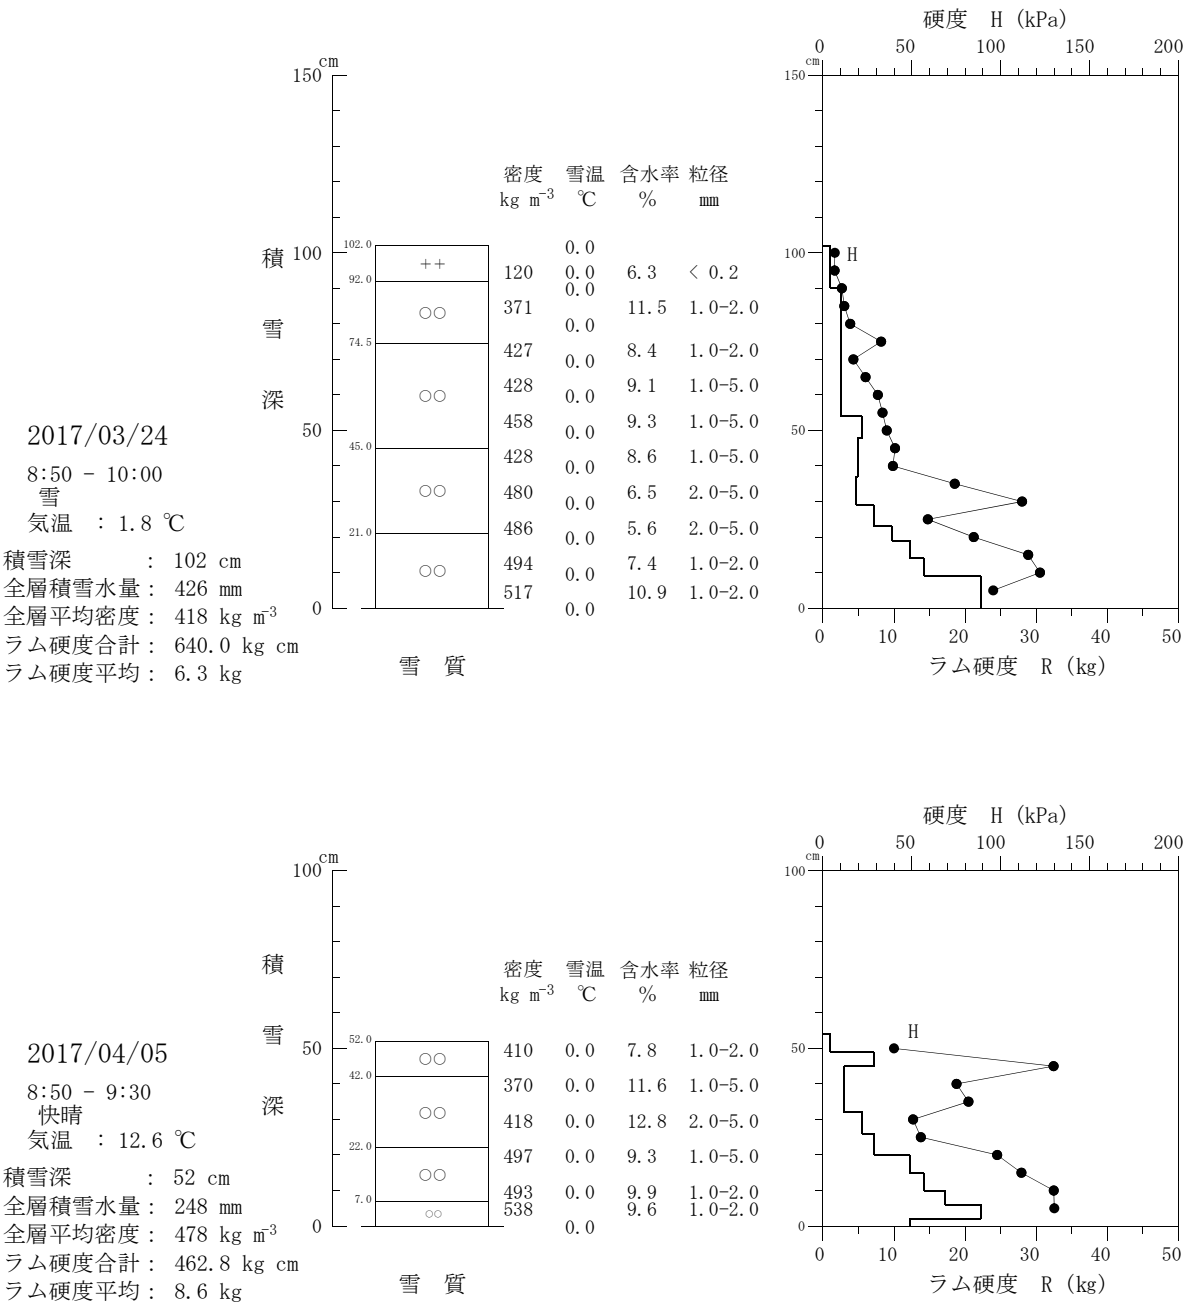 硬度 H (kPa)
0 50 100 150 200
cm
150
cm
150
密度 雪温 含水率 粒径
kg m-3 ℃ % mm
積 100
雪
深
50
0
102.0
92.0
74.5
45.0
21.0
++
○○
○○
○○
○○
0.0
120 0.0 6.3 < 0.2
0.0
371 11.5 1.0-2.0
0.0
427 8.4 1.0-2.0
0.0
428 9.1 1.0-5.0
0.0
458 9.3 1.0-5.0
0.0
428 8.6 1.0-5.0
0.0
480 6.5 2.0-5.0
0.0
486 5.6 2.0-5.0
0.0
494 7.4 1.0-2.0
0.0
517 10.9 1.0-2.0
0.0
100
H
50
0
0 10 20 30 40 50
ラム硬度 R (kg)
雪 質
2017/03/24
8:50 - 10:00
雪
気温 : 1.8 ℃
積雪深 : 102 cm
全層積雪水量 : 426 mm
全層平均密度 : 418 kg m-3
ラム硬度合計 : 640.0 kg cm
ラム硬度平均 : 6.3 kg
硬度 H (kPa)
0 50 100 150 200
cm
100
cm
100
密度 雪温 含水率 粒径
kg m-3 ℃ % mm
積
雪 50
深
0
52.0
42.0
22.0
7.0
○○
○○
○○
○○
410 0.0 7.8 1.0-2.0
370 0.0 11.6 1.0-5.0
418 0.0 12.8 2.0-5.0
497 0.0 9.3 1.0-5.0
493 0.0 9.9 1.0-2.0
538 9.6 1.0-2.0
0.0
H
50
0
0 10 20 30 40 50
ラム硬度 R (kg)
雪 質
2017/04/05
8:50 - 9:30
快晴
気温 : 12.6 ℃
積雪深 : 52 cm
全層積雪水量 : 248 mm
全層平均密度 : 478 kg m-3
ラム硬度合計 : 462.8 kg cm
ラム硬度平均 : 8.6 kg